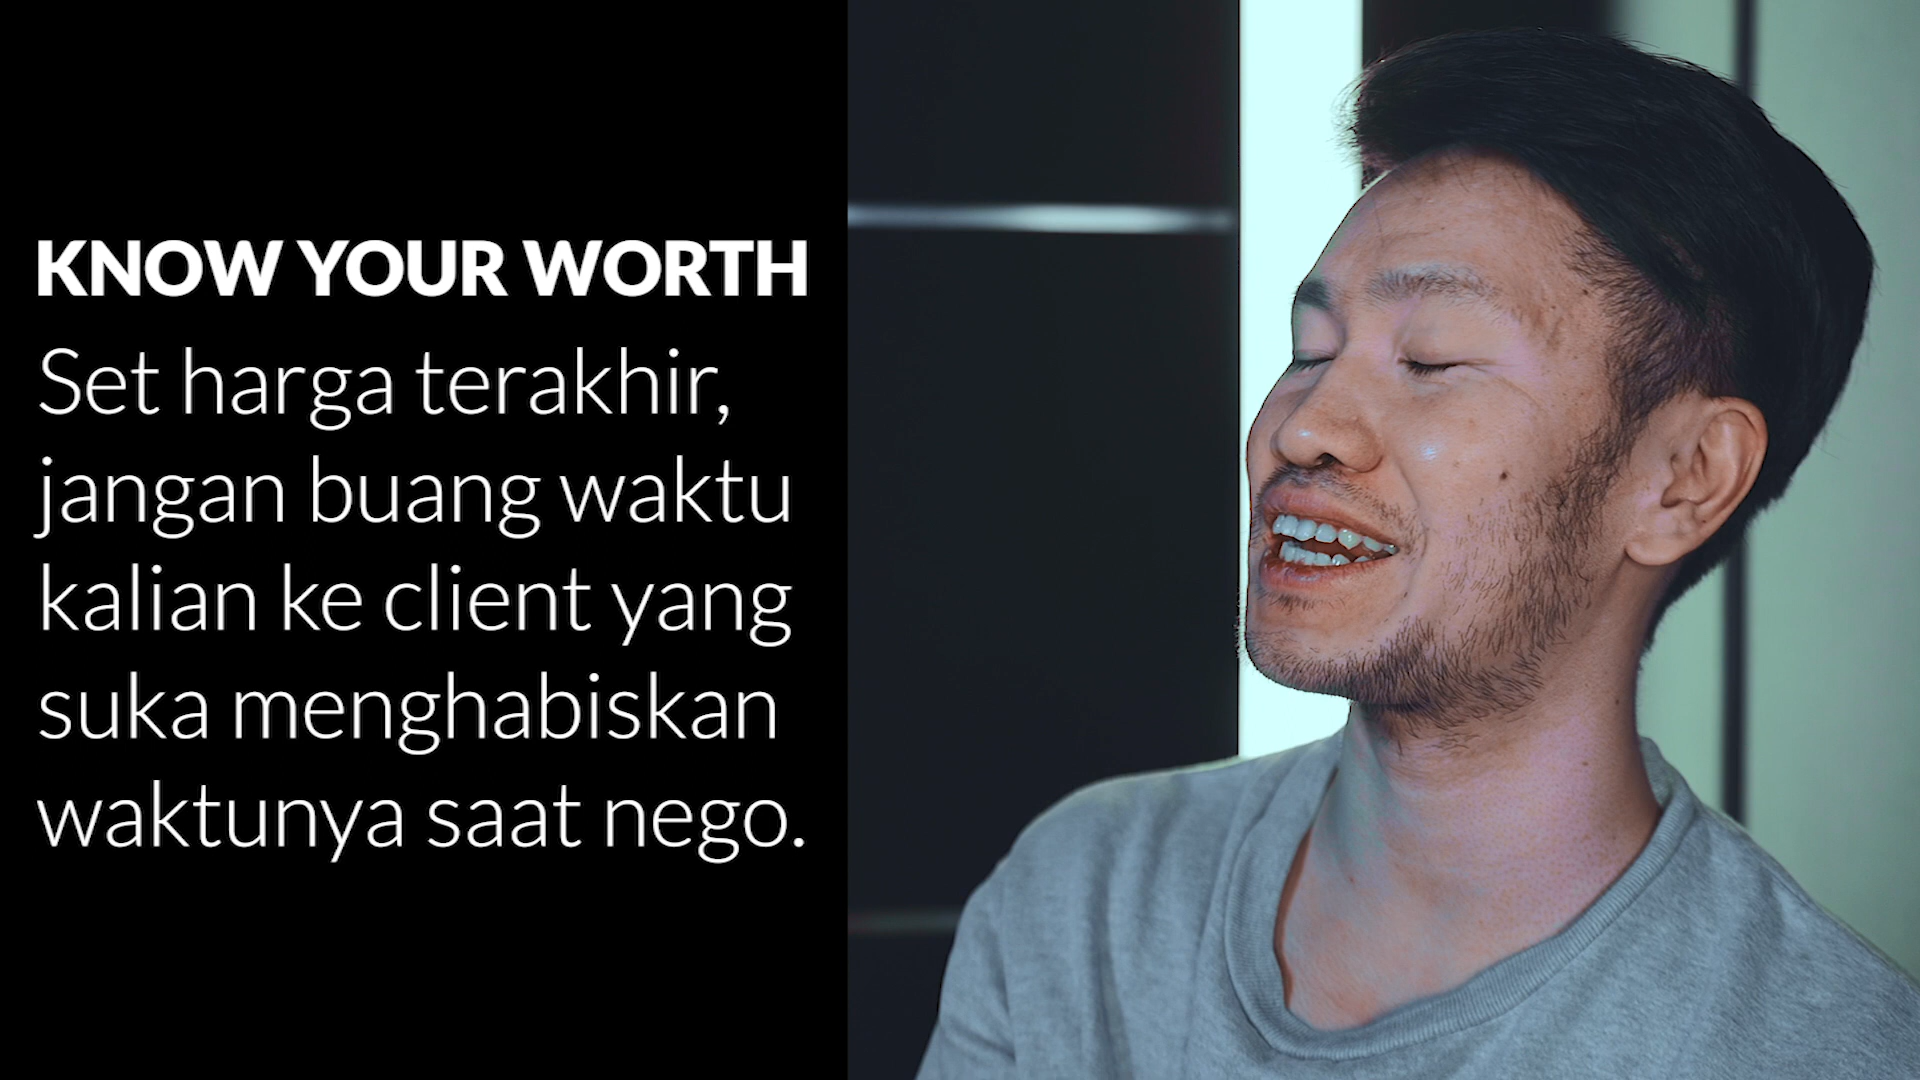 KNOW YOUR WORTH
Set harga terakhir,
jangan buang waktu
kalian ke client yang
suka menghabiskan
waktunya saat nego.